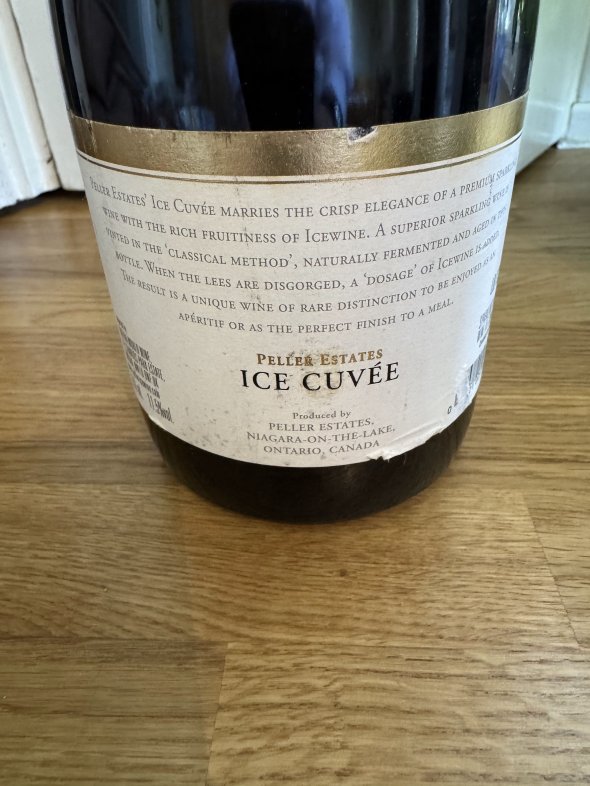 Peller Estates' Ice Cuvée marries the crisp elegance of a premium sparkling
wine with the rich fruitiness of Icewine. A superior sparkling wine is
in the 'classical method', naturally fermented and aged in
bottle. When the lees are disgorged, a 'dosage' of Icewine is added.
The result is a unique wine of rare distinction to be enjoyed as an
apéritif or as the perfect finish to a meal.
Peller Estates
ICE CUVÉE
Produced by
PELLER ESTATES,
NIAGARA-ON-THE-LAKE,
ONTARIO, CANADA